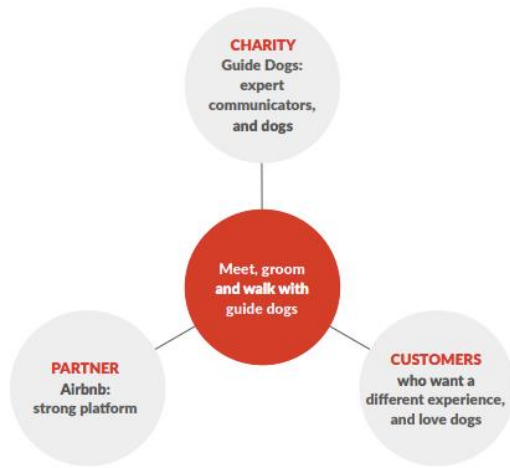 CHARITY
Guide Dogs:
expert
communicators,
and dogs
Meet, groom
and walk with
guide dogs
PARTNER
Airbnb:
strong platform
CUSTOMERS
who want a
different experience,
and love dogs